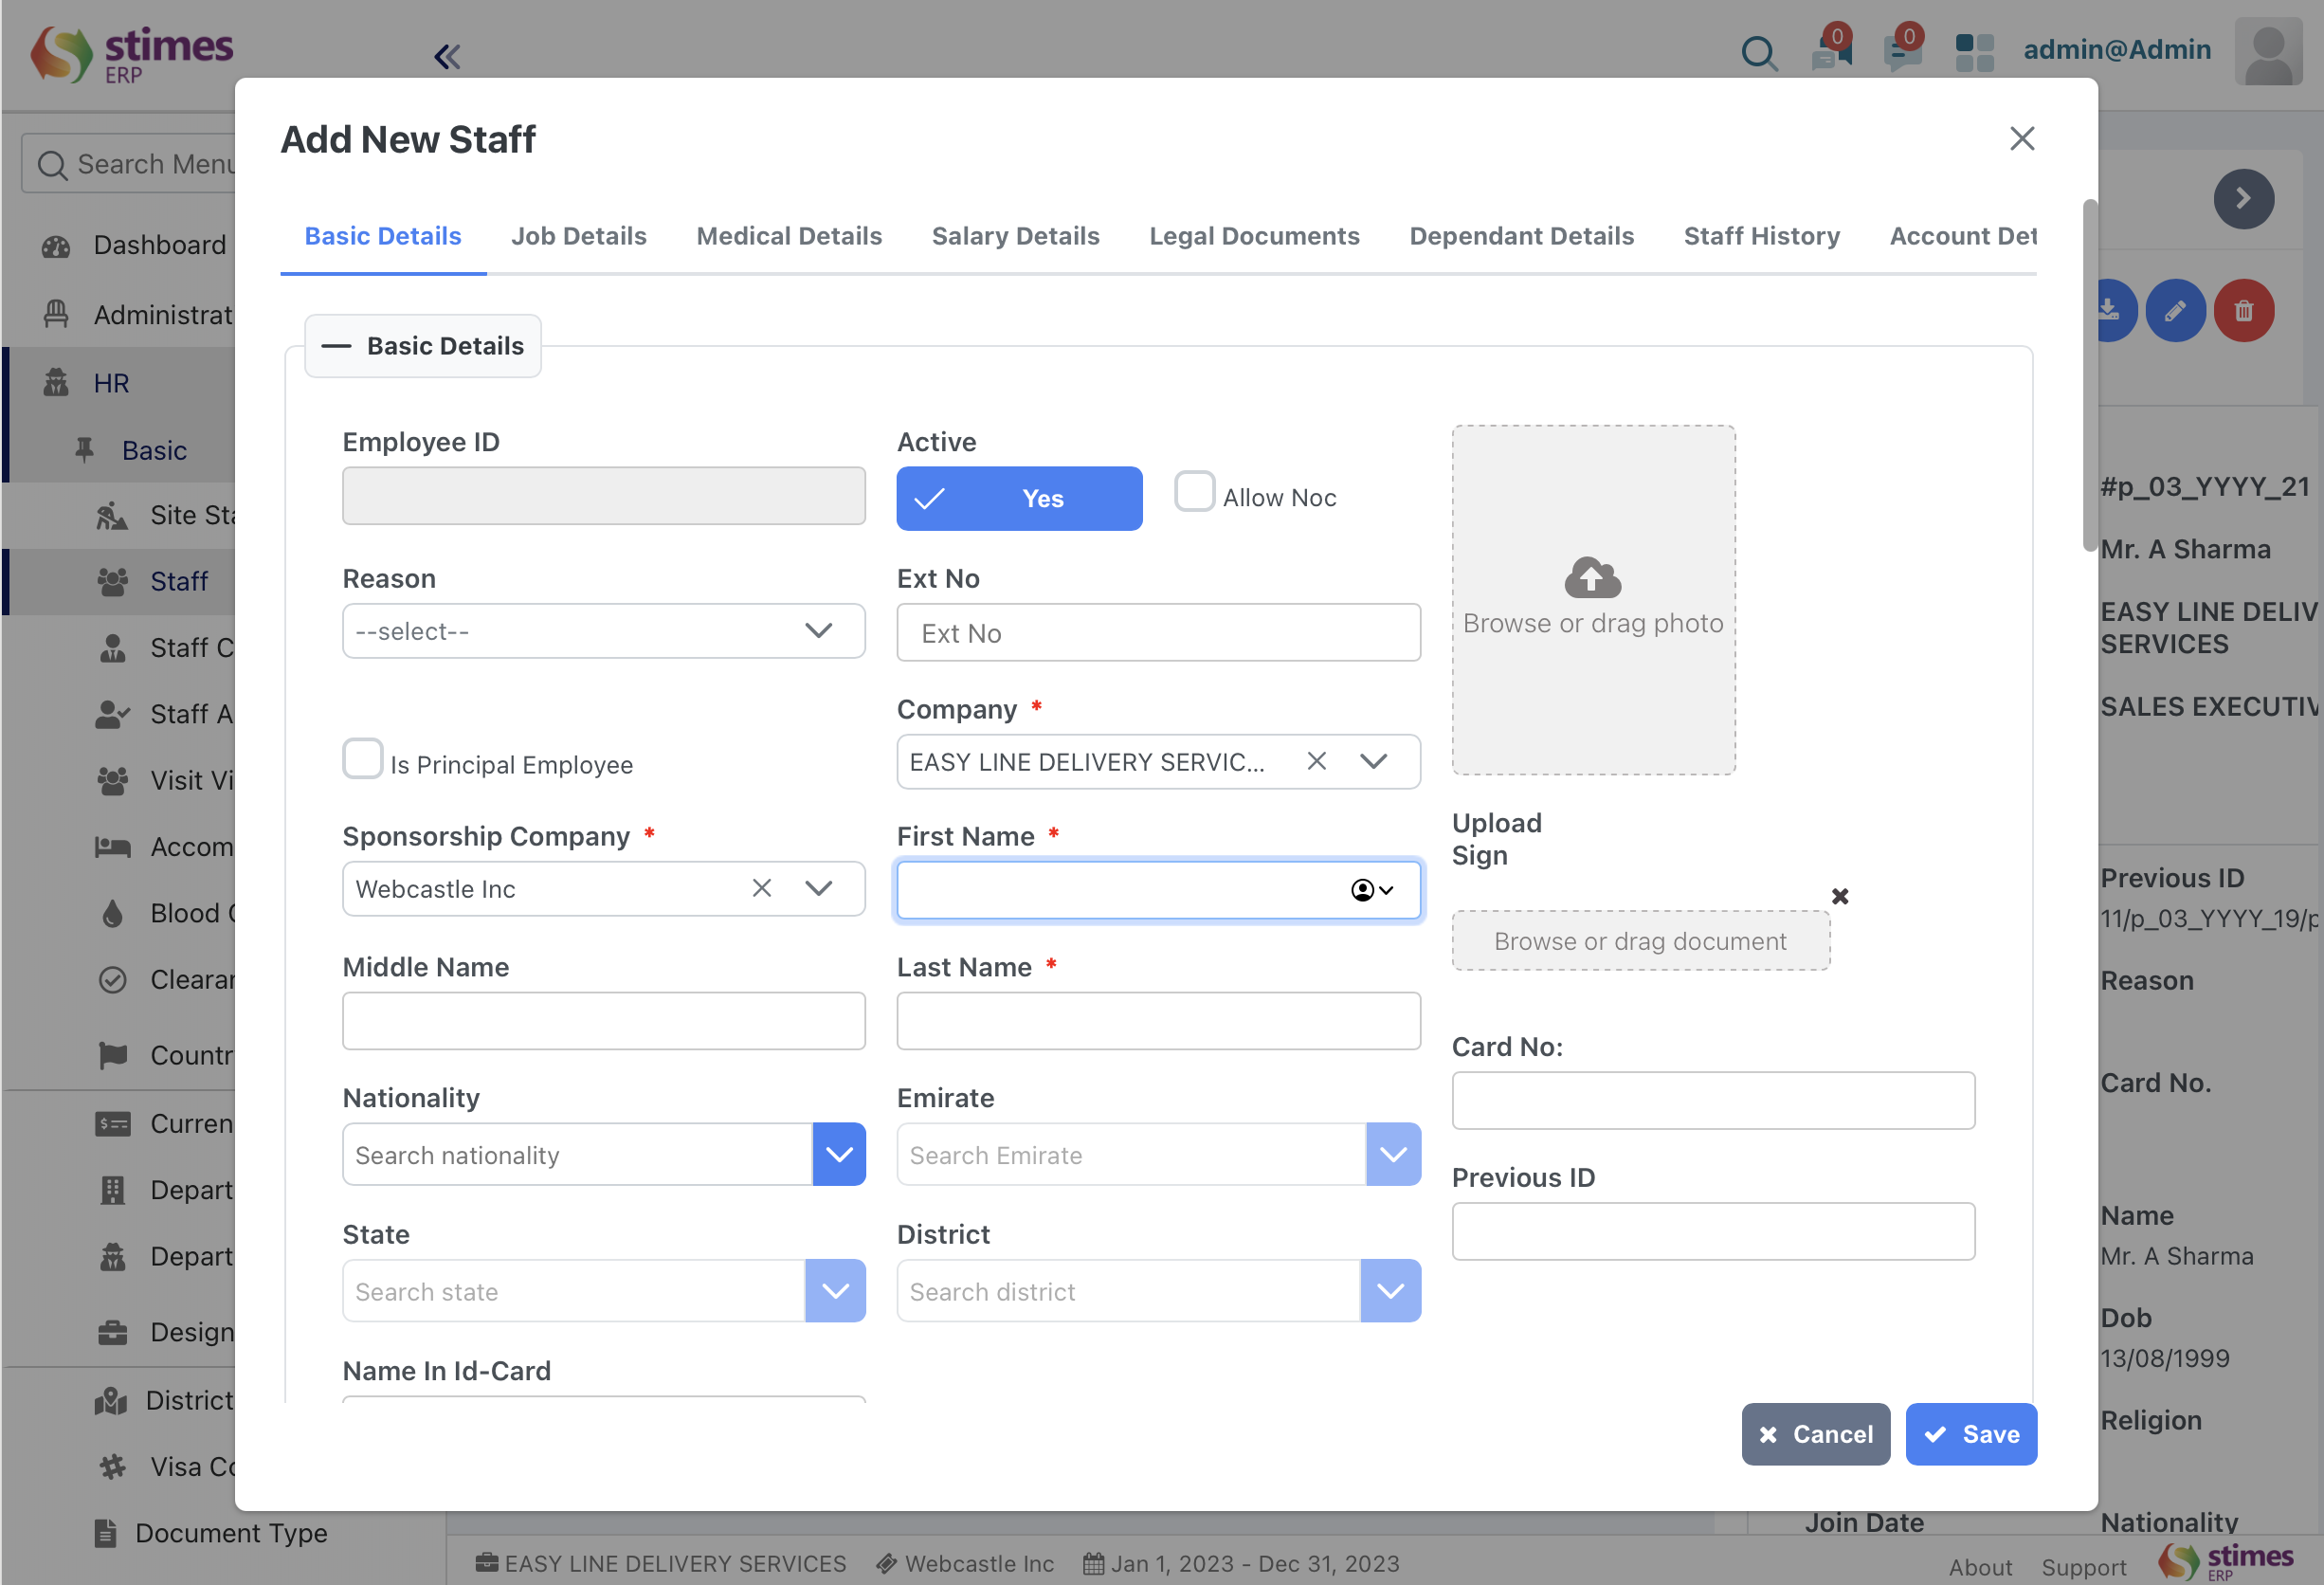 stimes
ERP
0
0
admin@Admin
Search Menu
Dashboard
Administrat
HR
Basic
Site Sta
Staff
Staff C
Staff A
Visit Vi
Accom
Blood
Clearan
Countr
Curren
Depart
Depart
Design
District
Visa Co
Document Type
Add New Staff
Basic Details
Job Details
Medical Details
Salary Details
Legal Documents
Dependant Details
Staff History
Account Det
Basic Details
Employee ID
Active
Yes
Allow Noc
Reason
--select--
Ext No
Ext No
Browse or drag photo
Is Principal Employee
Company *
EASY LINE DELIVERY SERVIC...
Sponsorship Company *
Webcastle Inc
First Name *
Upload
Sign
Browse or drag document
Middle Name
Last Name *
Card No:
Nationality
Search nationality
Emirate
Search Emirate
Previous ID
State
Search state
District
Search district
Name In Id-Card
Cancel
Save
#p_03_YYYY_21
Mr. A Sharma
EASY LINE DELIV
SERVICES
SALES EXECUTIV
Previous ID
11/p_03_YYYY_19/p
Reason
Card No.
Name
Mr. A Sharma
Dob
13/08/1999
Religion
Join Date
Nationality
EASY LINE DELIVERY SERVICES
Webcastle Inc
Jan 1, 2023 - Dec 31, 2023
About
Support
stimes
ERP